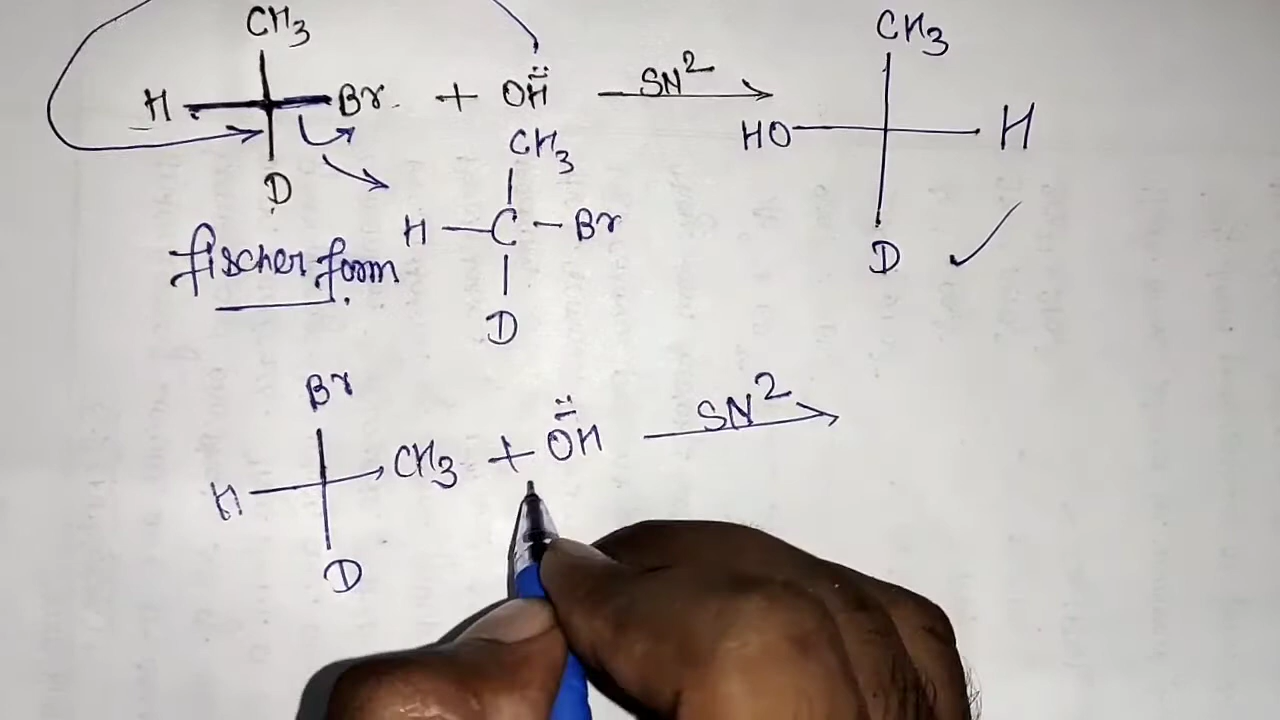 CH3
H Br + OH SN2
D
CH3
HO H
D
fischer form
CH3
H - C - Br
D
Br
H CH3 + OH SN2
D